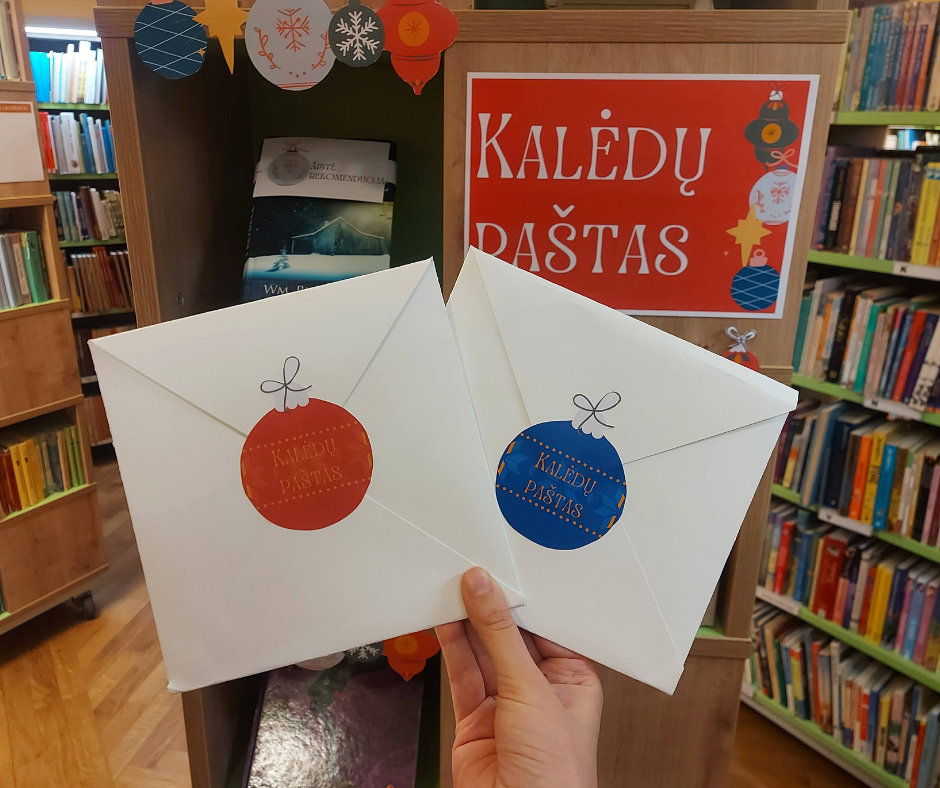 KALĖDŲ
PAŠTAS
AISTĖ
REKOMENDUOJA
KALĖDŲ
PAŠTAS
KALĖDŲ
PAŠTAS